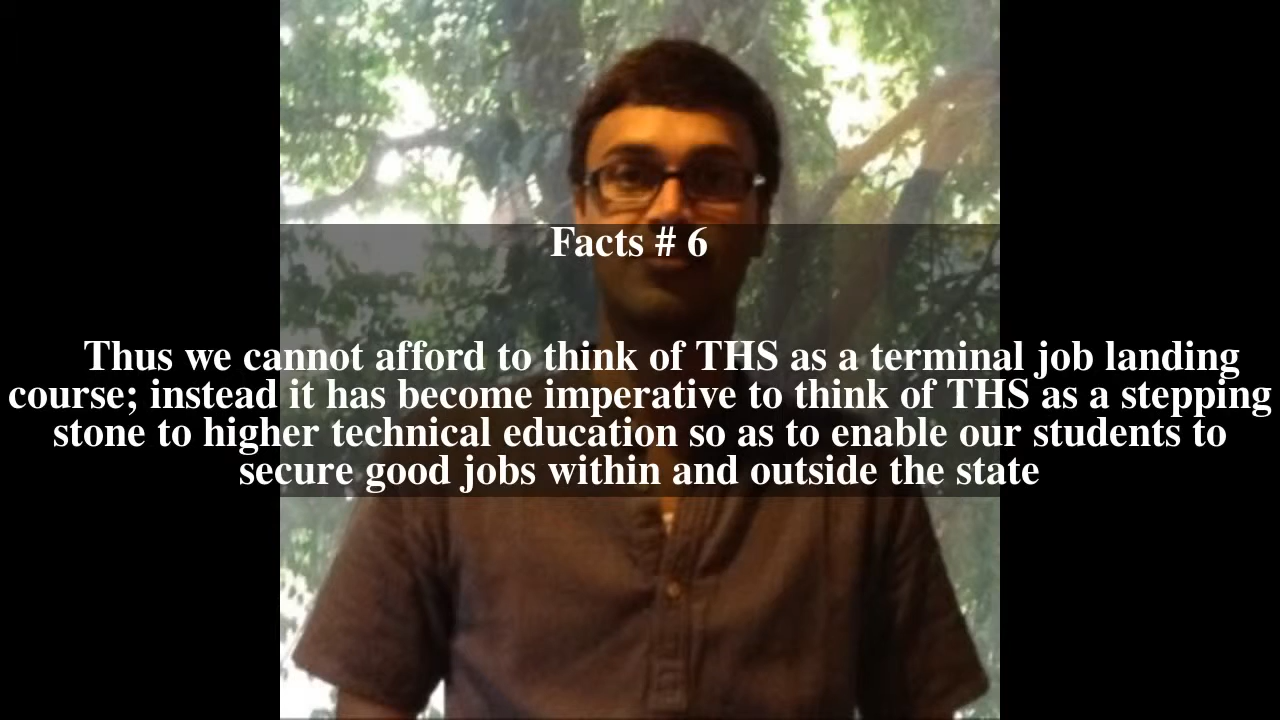 Facts # 6
Thus we cannot afford to think of THS as a terminal job landing
course; instead it has become imperative to think of THS as a stepping
stone to higher technical education so as to enable our students to
secure good jobs within and outside the state